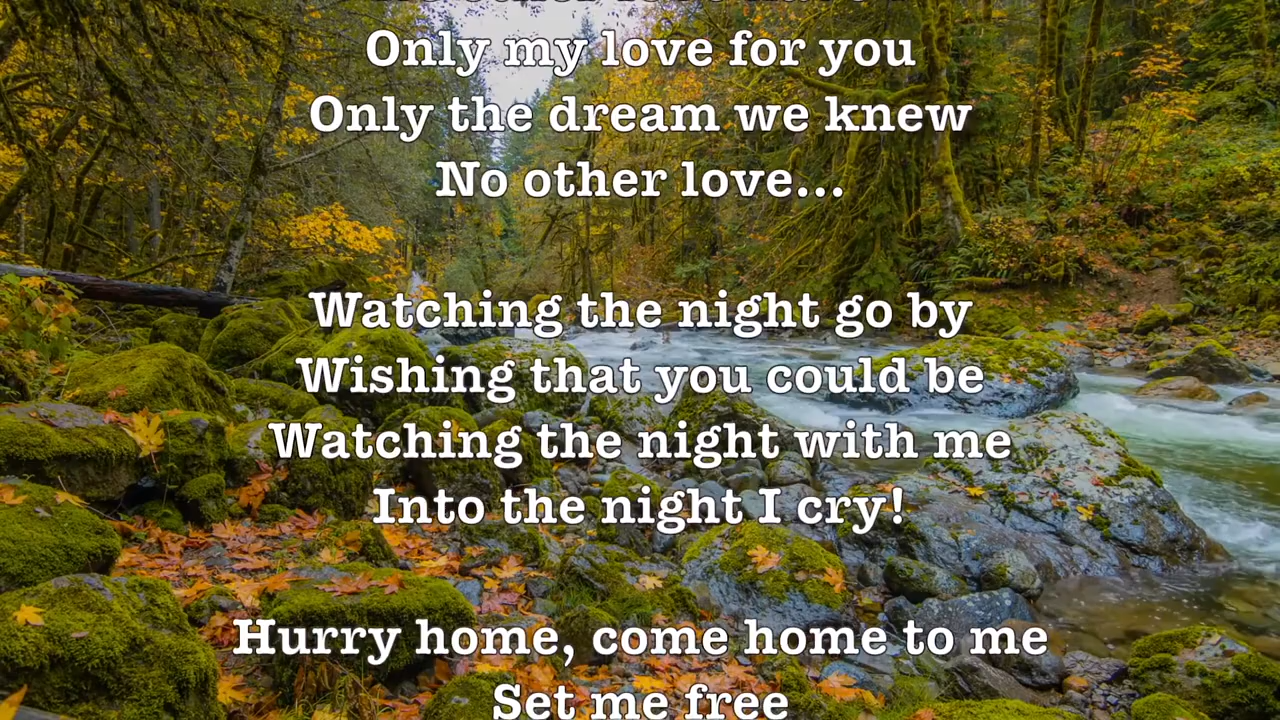 Only my love for you
Only the dream we knew
No other love...
Watching the night go by
Wishing that you could be
Watching the night with me
Into the night I cry!
Hurry home, come home to me
Set me free